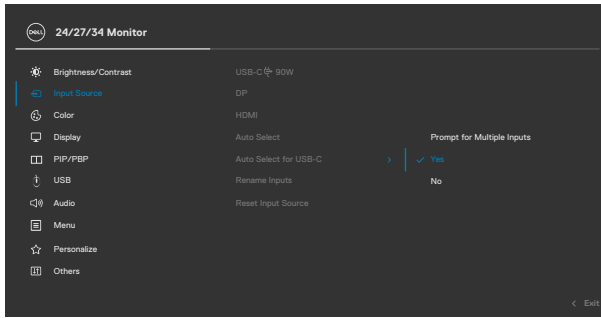 DELL
24/27/34 Monitor
Brightness/Contrast
USB-C 90W
Input Source
DP
Color
HDMI
Display
Auto Select
Prompt for Multiple Inputs
PIP/PBP
Auto Select for USB-C
Yes
USB
Rename Inputs
No
Audio
Reset Input Source
Menu
Personalize
Others
Exit